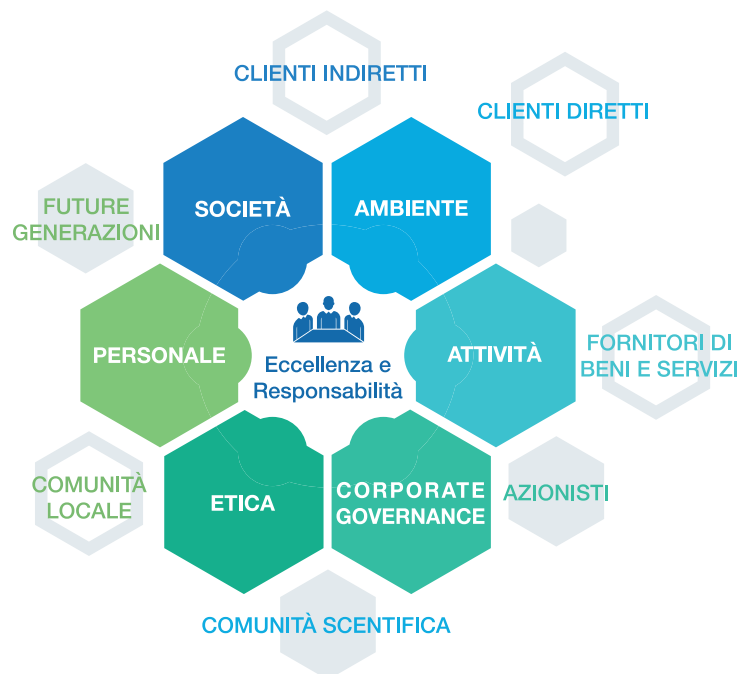 CLIENTI INDIRETTI
CLIENTI DIRETTI
FUTURE
GENERAZIONI
SOCIETÀ
AMBIENTE
PERSONALE
Eccellenza e
Responsabilità
ATTIVITÀ
FORNITORI DI
BENI E SERVIZI
COMUNITÀ
LOCALE
ETICA
CORPORATE
GOVERNANCE
AZIONISTI
COMUNITÀ SCENTIFICA